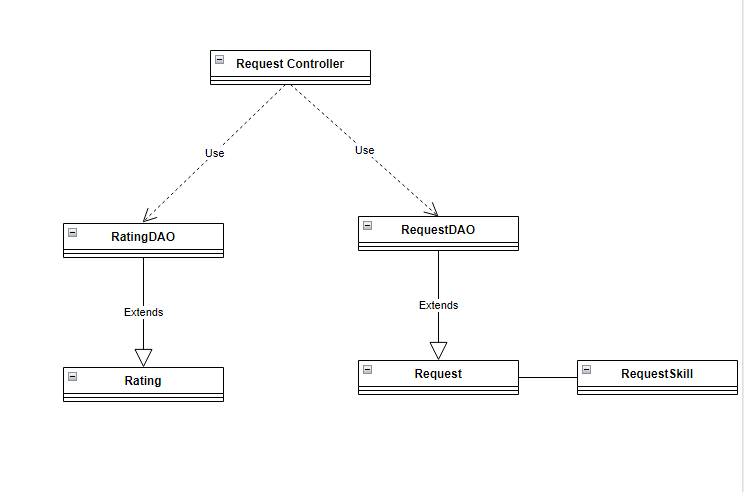 Request Controller
Use
Use
RatingDAO
RequestDAO
Extends
Extends
Rating
Request
RequestSkill